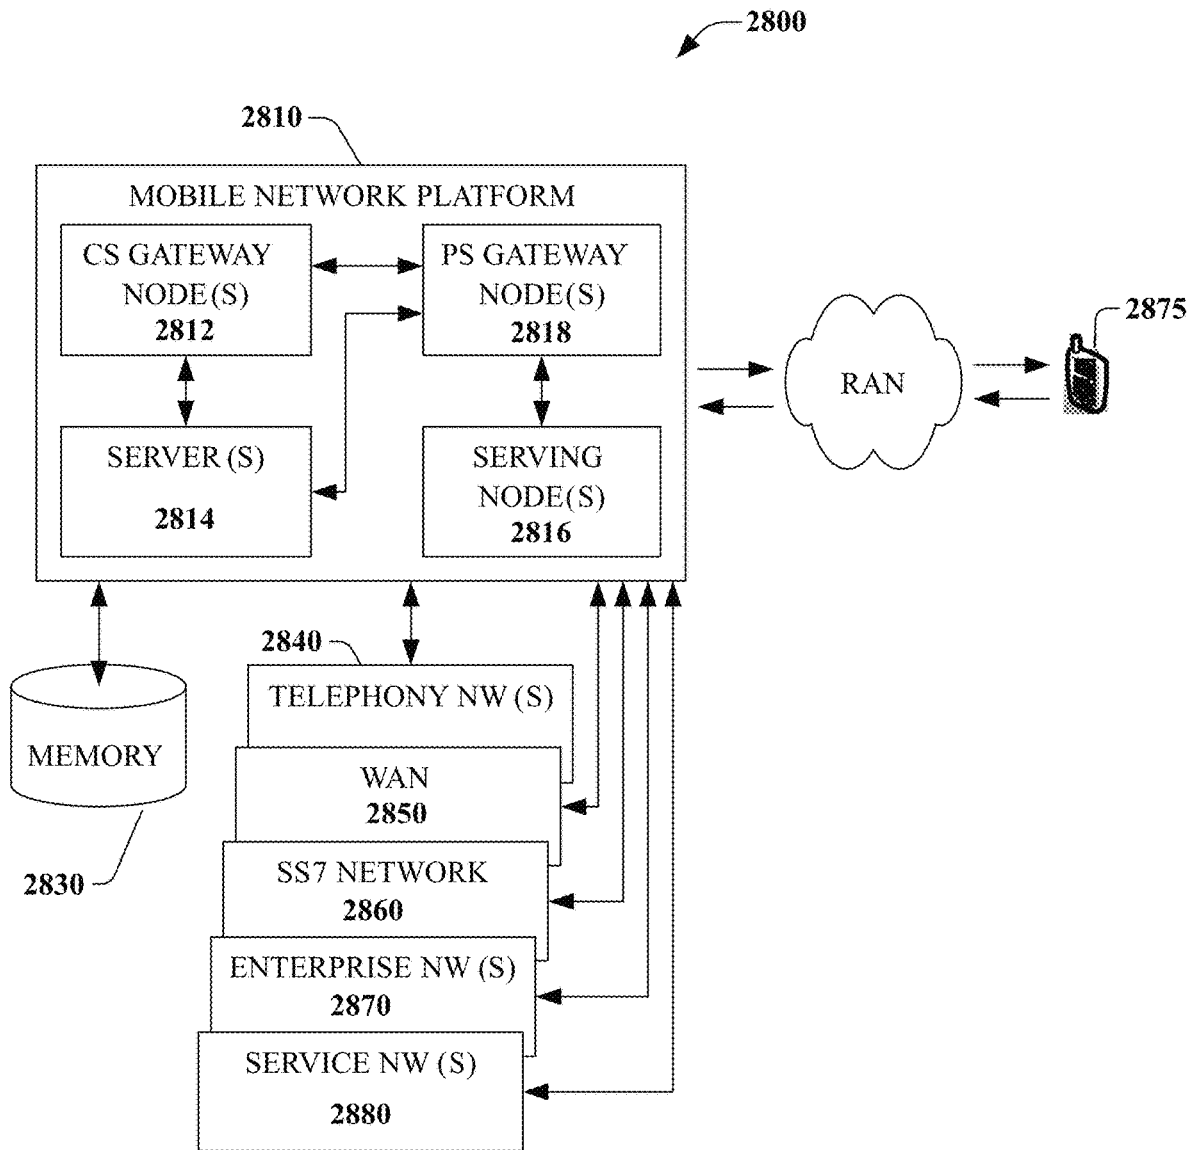 2800
2810
MOBILE NETWORK PLATFORM
CS GATEWAY
NODE(S)
2812
PS GATEWAY
NODE(S)
2818
SERVER(S)
2814
SERVING
NODE(S)
2816
RAN
2875
2840
TELEPHONY NW(S)
MEMORY
2830
WAN
2850
SS7 NETWORK
2860
ENTERPRISE NW(S)
2870
SERVICE NW(S)
2880